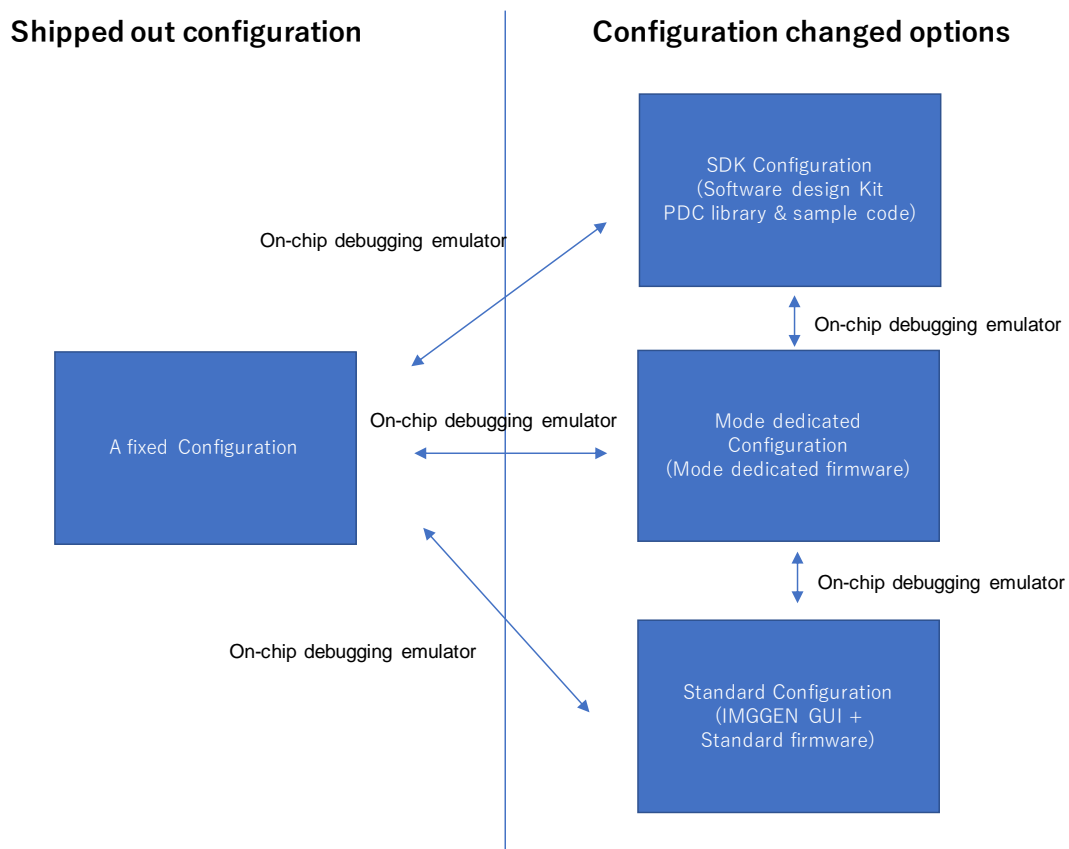 Shipped out configuration
Configuration changed options
SDK Configuration
(Software design Kit
PDC library & sample code)
On-chip debugging emulator
On-chip debugging emulator
A fixed Configuration
On-chip debugging emulator
Mode dedicated
Configuration
(Mode dedicated firmware)
On-chip debugging emulator
On-chip debugging emulator
Standard Configuration
(IMGGEN GUI +
Standard firmware)